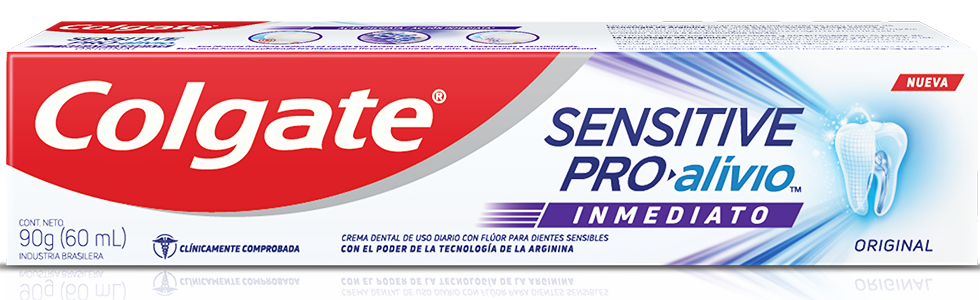 Colgate®
NUEVA
SENSITIVE
PRO alivio™
INMEDIATO
CONT. NETO
90g (60 mL)
INDUSTRIA BRASILERA
CLÍNICAMENTE COMPROBADA
CREMA DENTAL DE USO DIARIO CON FLÚOR PARA DIENTES SENSIBLES
CON EL PODER DE LA TECNOLOGÍA DE LA ARGININA
ORIGINAL